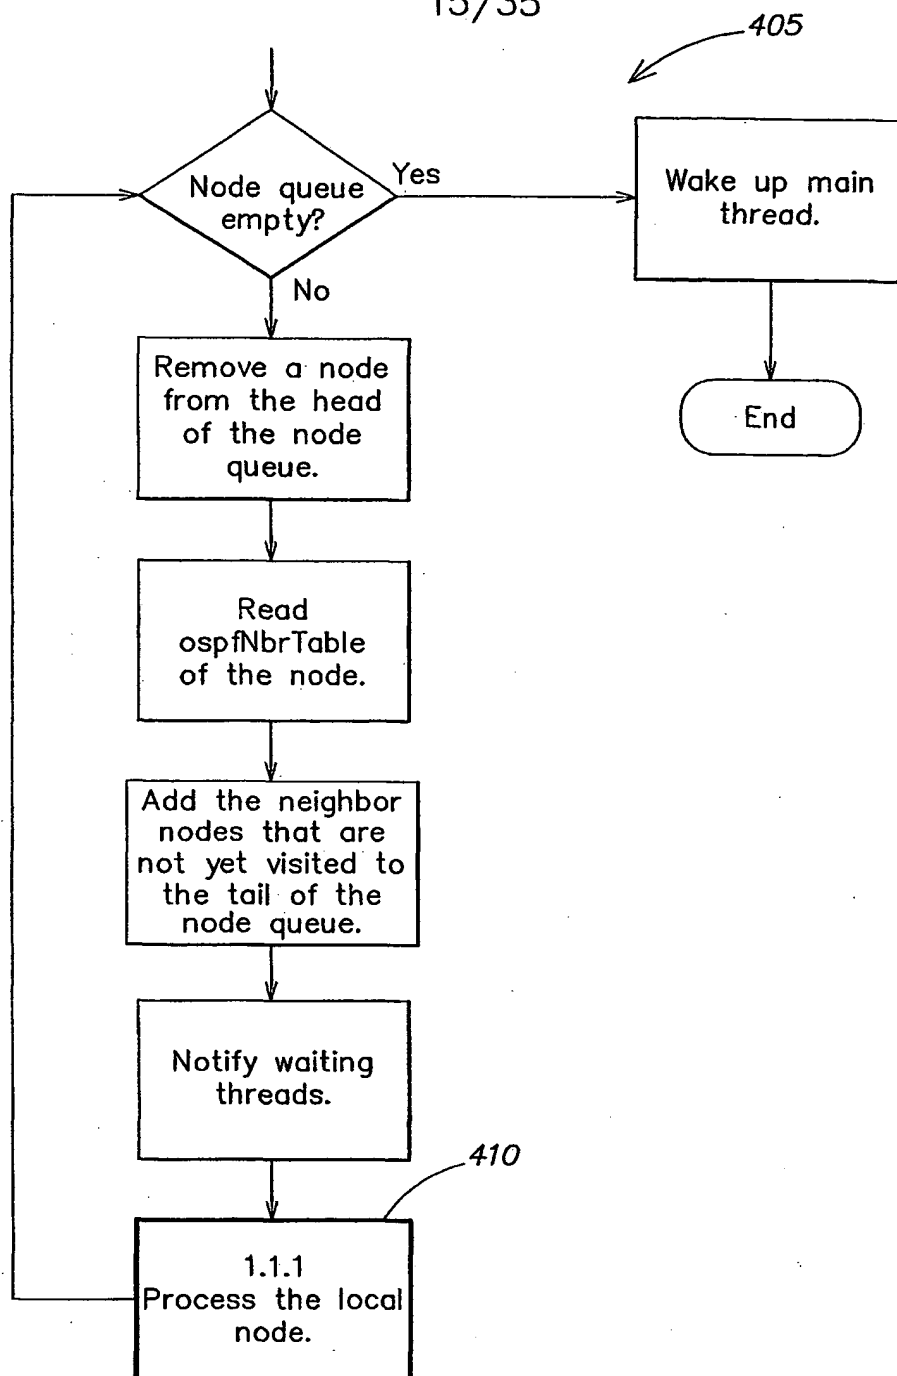 15/35
405
Node queue
empty?
Yes
Wake up main
thread.
No
End
Remove a node
from the head
of the node
queue.
Read
ospfNbrTable
of the node.
Add the neighbor
nodes that are
not yet visited to
the tail of the
node queue.
Notify waiting
threads.
410
1.1.1
Process the local
node.